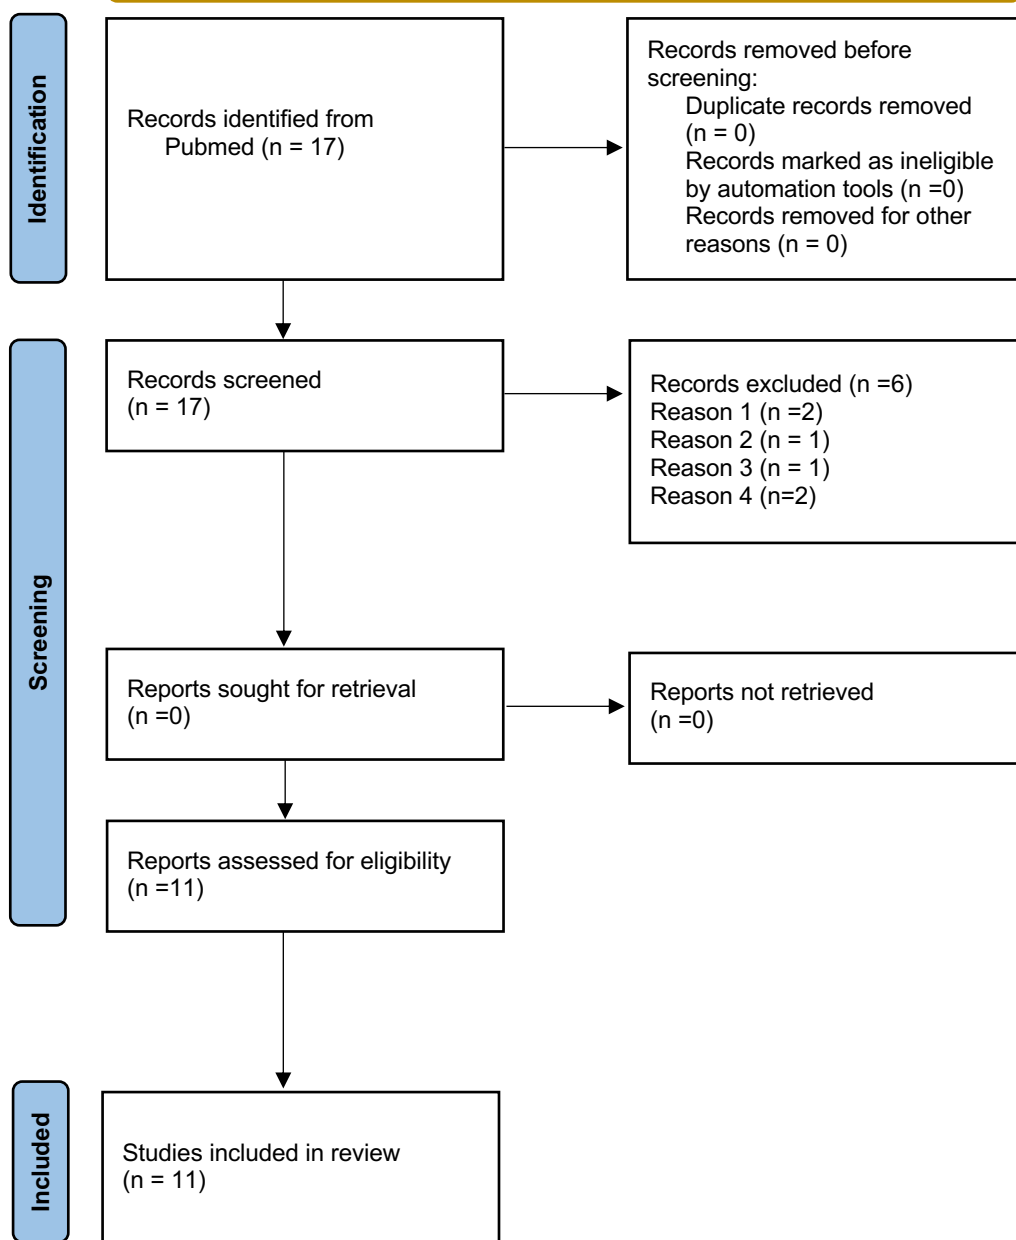 Identification
Records identified from
Pubmed (n = 17)
Records removed before
screening:
Duplicate records removed
(n = 0)
Records marked as ineligible
by automation tools (n =0)
Records removed for other
reasons (n = 0)
Screening
Records screened
(n = 17)
Records excluded (n =6)
Reason 1 (n =2)
Reason 2 (n = 1)
Reason 3 (n = 1)
Reason 4 (n=2)
Reports sought for retrieval
(n =0)
Reports not retrieved
(n =0)
Reports assessed for eligibility
(n =11)
Included
Studies included in review
(n = 11)